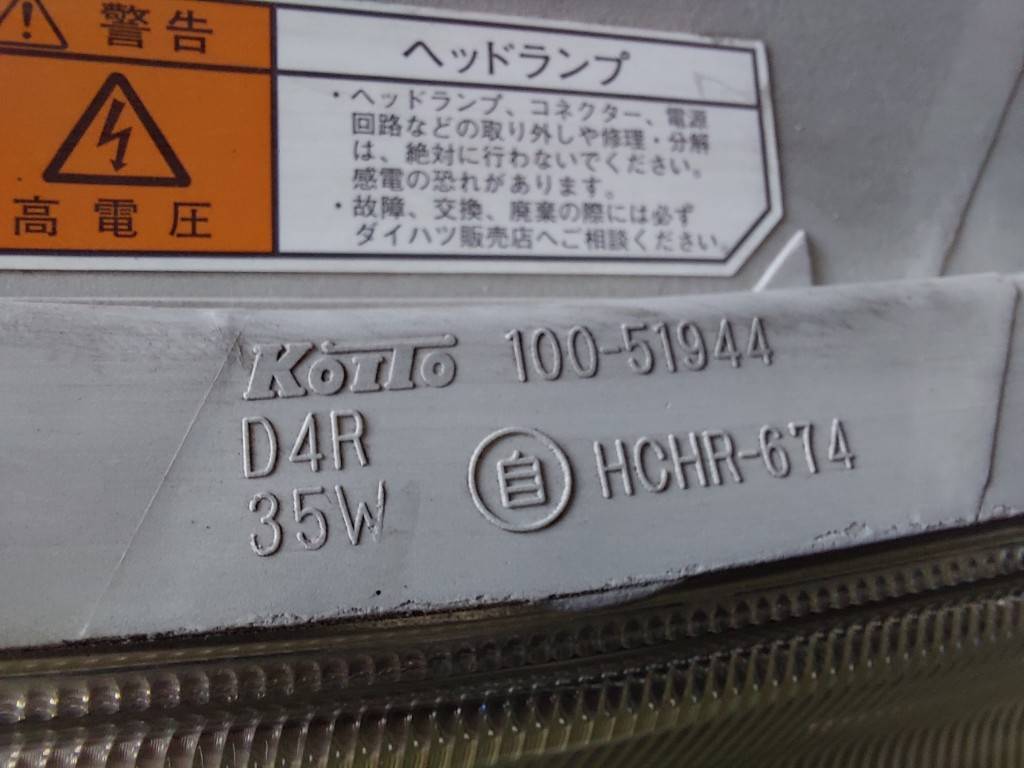 警告
高電圧
ヘッドランプ
・ヘッドランプ、コネクター、電源
回路などの取り外しや修理・分解
は、絶対に行わないでください。
感電の恐れがあります。
・故障、交換、廃棄の際には必ず
ダイハツ販売店へご相談ください。
KOITO 100-51944
D4R
自 HCHR-674
35W